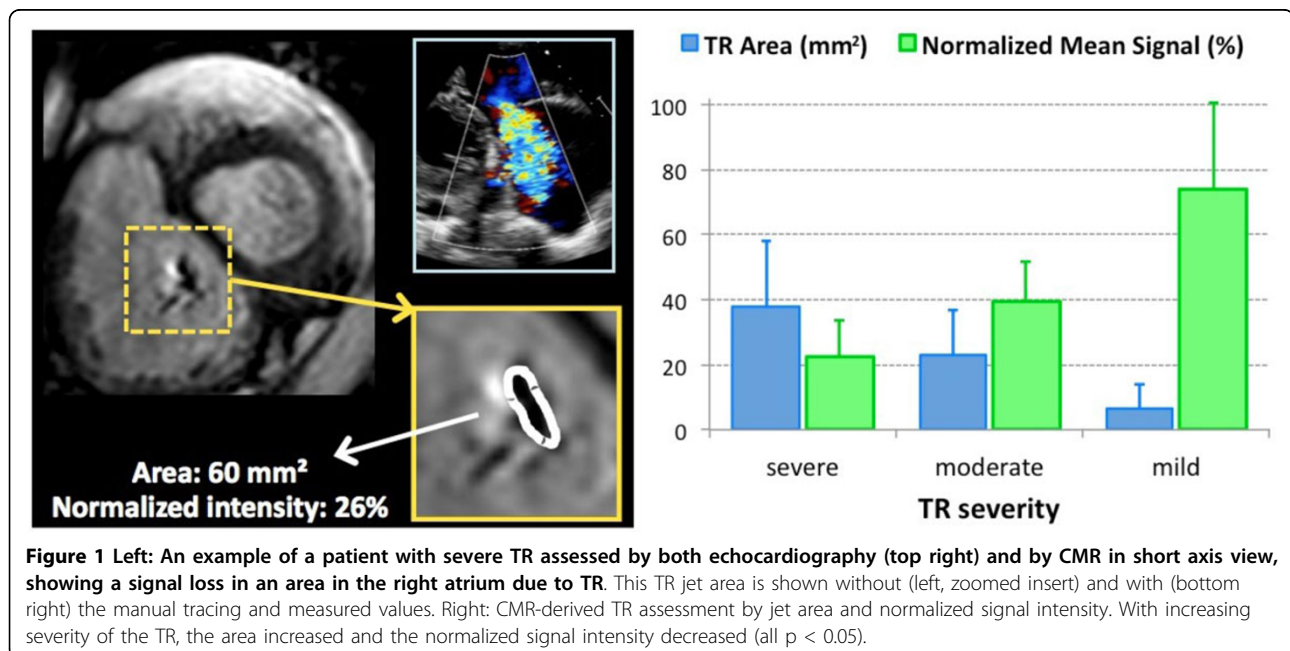 Area: 60 mm²
Normalized intensity: 26%
TR Area (mm²) Normalized Mean Signal (%)
100
80
60
40
20
0
severe moderate mild
TR severity
Figure 1 Left: An example of a patient with severe TR assessed by both echocardiography (top right) and by CMR in short axis view,
showing a signal loss in an area in the right atrium due to TR. This TR jet area is shown without (left, zoomed insert) and with (bottom
right) the manual tracing and measured values. Right: CMR-derived TR assessment by jet area and normalized signal intensity. With increasing
severity of the TR, the area increased and the normalized signal intensity decreased (all p < 0.05).